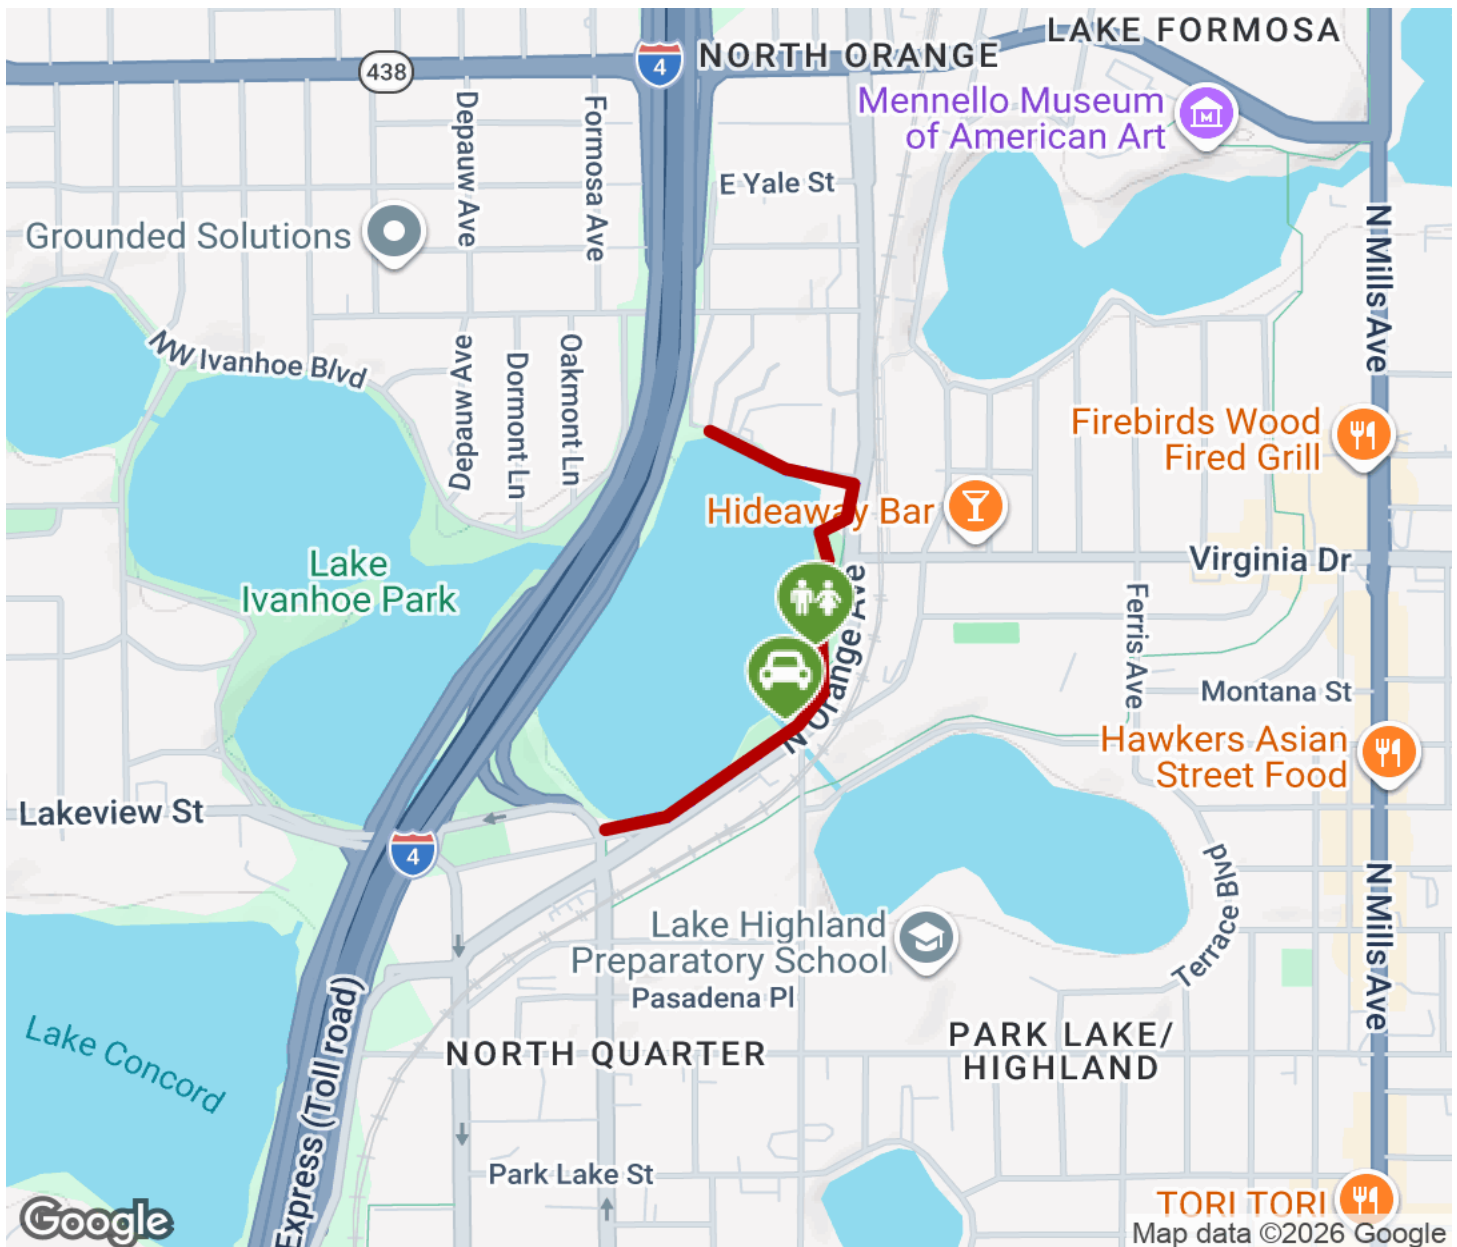 LAKE FORMOSA
NORTH ORANGE
4
438
Mennello Museum
of American Art
Depauw Ave
Formosa Ave
E Yale St
Grounded Solutions
N Mills Ave
NW Ivanhoe Blvd
Depauw Ave
Dormont Ln
Oakmont Ln
Firebirds Wood
Fired Grill
Hideaway Bar
Lake
Ivanhoe Park
Virginia Dr
N Orange Ave
Ferris Ave
Montana St
Hawkers Asian
Street Food
Lakeview St
4
Terrace Blvd
N Mills Ave
Lake Highland
Preparatory School
Pasadena Pl
Lake Concord
NORTH QUARTER
PARK LAKE/
HIGHLAND
Express (Toll road)
Park Lake St
TORI TORI
Google
Map data ©2026 Google